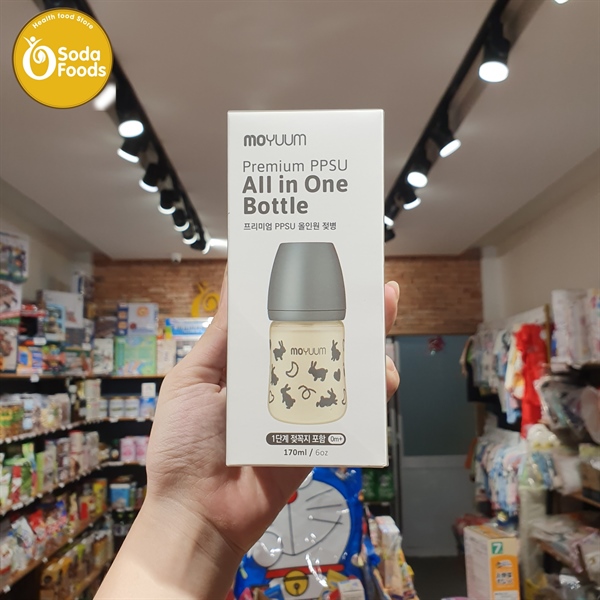 Health food Store
Soda
Foods
moyuum
Premium PPSU
All in One
Bottle
프리미엄 PPSU 올인원 젖병
moyuum
1단계 젖꼭지 포함 0m+
170ml / 6oz
7